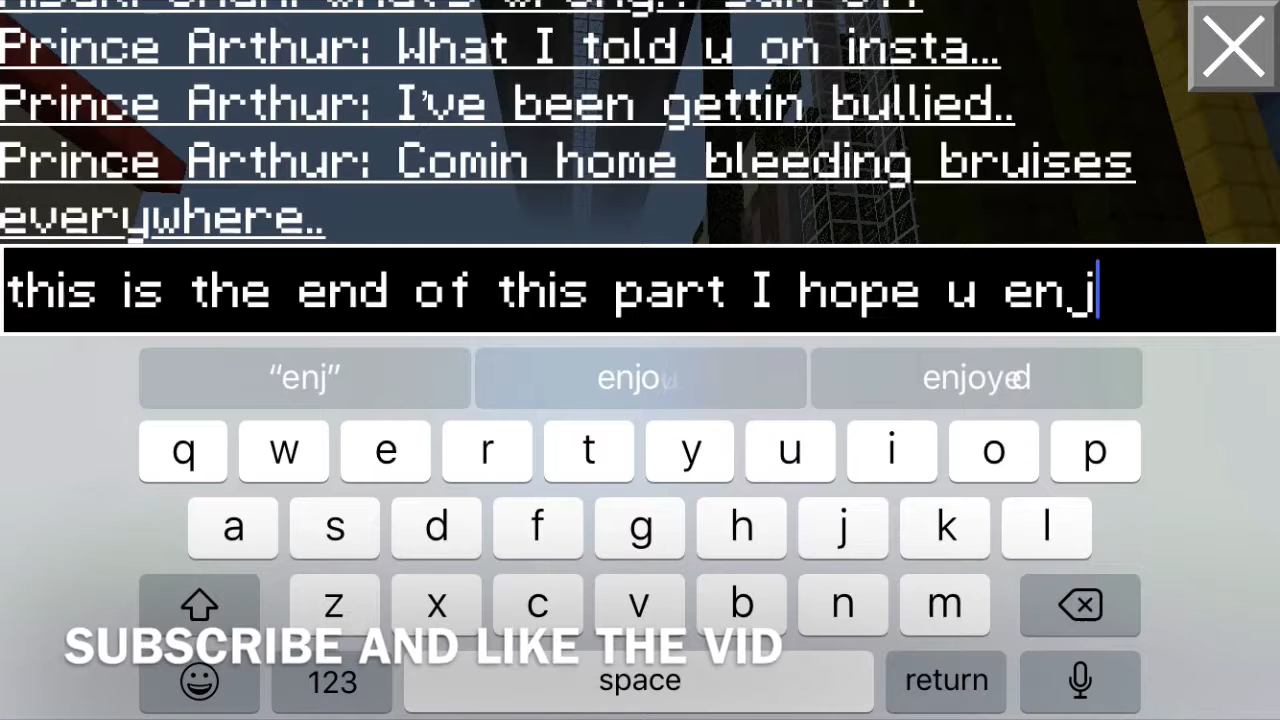 Prince Arthur: What I told u on insta...
Prince Arthur: I've been gettin bullied..
Prince Arthur: Comin home bleeding bruises
everywhere..
this is the end of this part I hope u enj
“enj” enjoyed
q w e r t y u i o p
a s d f g h j k l
z x c v b n m
SUBSCRIBE AND LIKE THE VID
123 space return